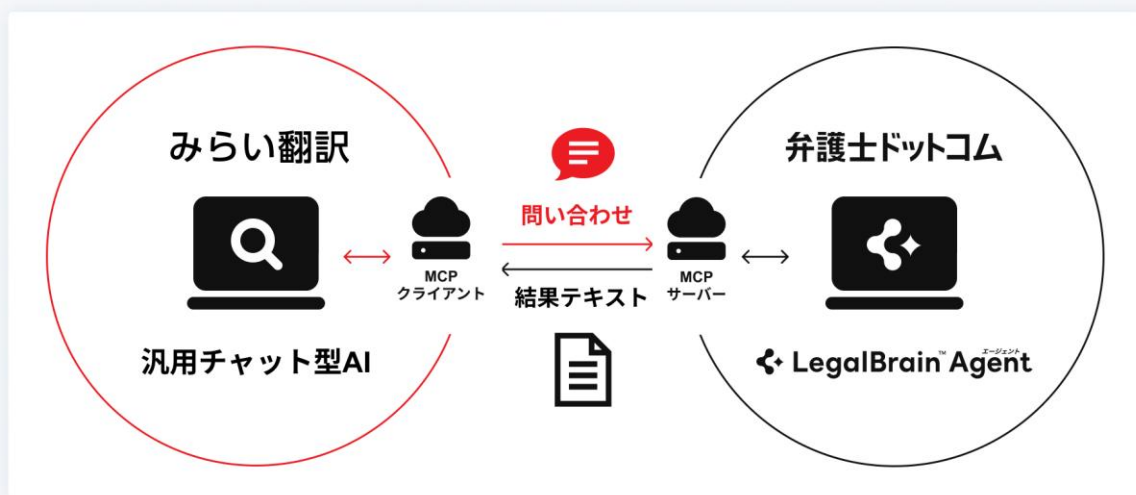 みらい翻訳
MCP
クライアント
汎用チャット型AI
問い合わせ
結果テキスト
弁護士ドットコム
MCP
サーバー
エージェント
LegalBrain™ Agent